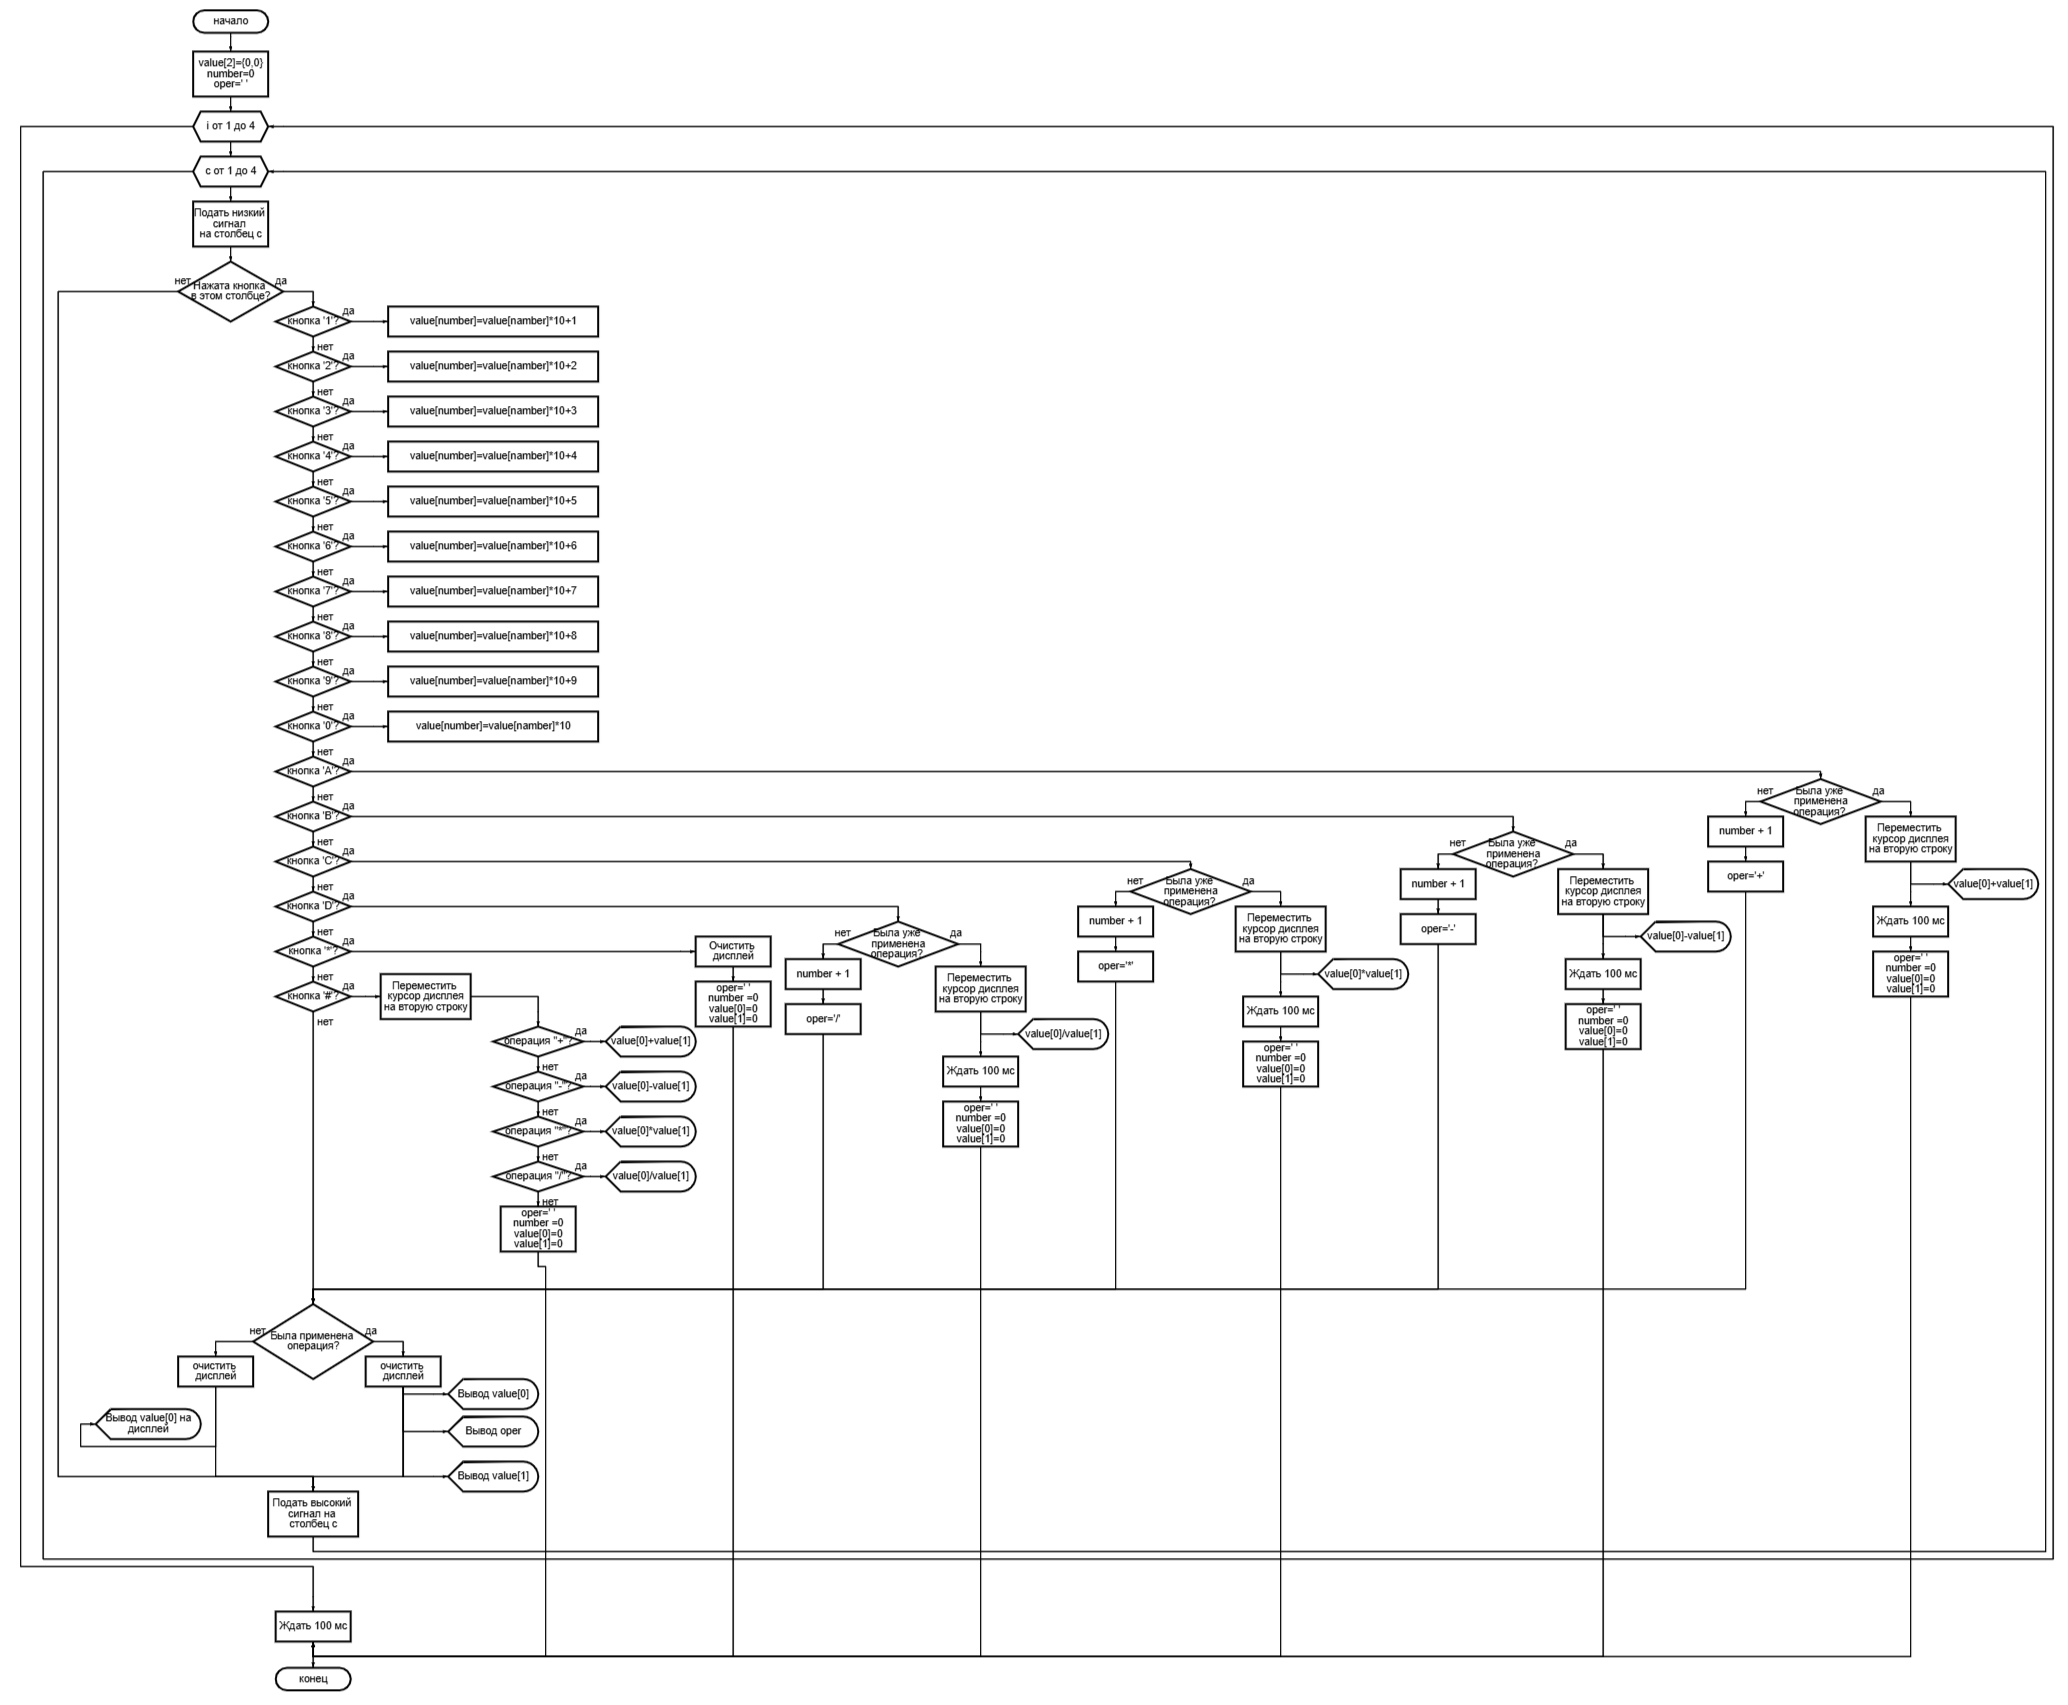 начало
value[2]={0,0}
number=0
oper=' '
i от 1 до 4
с от 1 до 4
Подать низкий
сигнал
на столбец с
нет
да
Нажата кнопка
в этом столбце?
кнопка '1'?
да
value[number]=value[namber]*10+1
нет
кнопка '2'?
да
value[number]=value[namber]*10+2
нет
кнопка '3'?
да
value[number]=value[namber]*10+3
нет
кнопка '4'?
да
value[number]=value[namber]*10+4
нет
кнопка '5'?
да
value[number]=value[namber]*10+5
нет
кнопка '6'?
да
value[number]=value[namber]*10+6
нет
кнопка '7'?
да
value[number]=value[namber]*10+7
нет
кнопка '8'?
да
value[number]=value[namber]*10+8
нет
кнопка '9'?
да
value[number]=value[namber]*10+9
нет
кнопка '0'?
да
value[number]=value[namber]*10
нет
кнопка 'A'?
да
нет
кнопка 'B'?
да
нет
кнопка 'C'?
да
нет
кнопка 'D'?
да
нет
кнопка '*'?
да
нет
кнопка '#'?
да
нет
Переместить
курсор дисплея
на вторую строку
операция "+"?
да
value[0]+value[1]
нет
операция "-"?
да
value[0]-value[1]
нет
операция "*"?
да
value[0]*value[1]
нет
операция "/"?
да
value[0]/value[1]
нет
oper=' '
number =0
value[0]=0
value[1]=0
Очистить
дисплей
oper=' '
number =0
value[0]=0
value[1]=0
нет
да
Была уже
применена
операция?
number + 1
oper='/'
Переместить
курсор дисплея
на вторую строку
value[0]/value[1]
Ждать 100 мс
oper=' '
number =0
value[0]=0
value[1]=0
нет
да
Была уже
применена
операция?
number + 1
oper='*'
Переместить
курсор дисплея
на вторую строку
value[0]*value[1]
Ждать 100 мс
oper=' '
number =0
value[0]=0
value[1]=0
нет
да
Была уже
применена
операция?
number + 1
oper='-'
Переместить
курсор дисплея
на вторую строку
value[0]-value[1]
Ждать 100 мс
oper=' '
number =0
value[0]=0
value[1]=0
нет
да
Была уже
применена
операция?
number + 1
oper='+'
Переместить
курсор дисплея
на вторую строку
value[0]+value[1]
Ждать 100 мс
oper=' '
number =0
value[0]=0
value[1]=0
нет
да
Была применена
операция?
очистить
дисплей
очистить
дисплей
Вывод value[0]
Вывод value[0] на
дисплей
Вывод oper
Вывод value[1]
Подать высокий
сигнал на
столбец с
Ждать 100 мс
конец